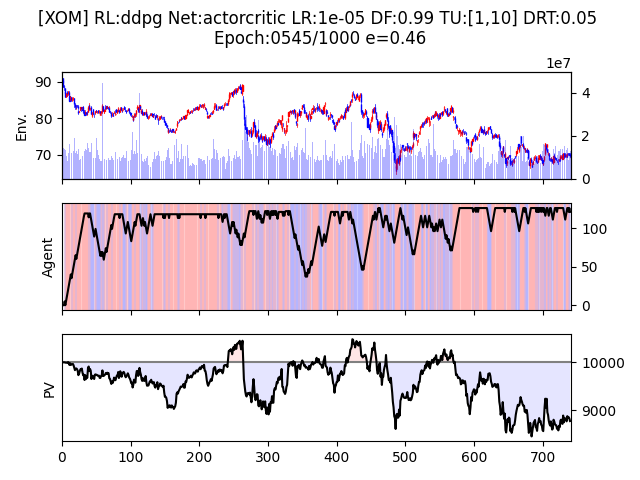 [XOM] RL:ddpg Net:actorcritic LR:1e-05 DF:0.99 TU:[1,10] DRT:0.05
Epoch:0545/1000 e=0.46
1e7
90
80
70
Env.
4
2
0
Agent
100
50
0
PV
10000
9000
0 100 200 300 400 500 600 700